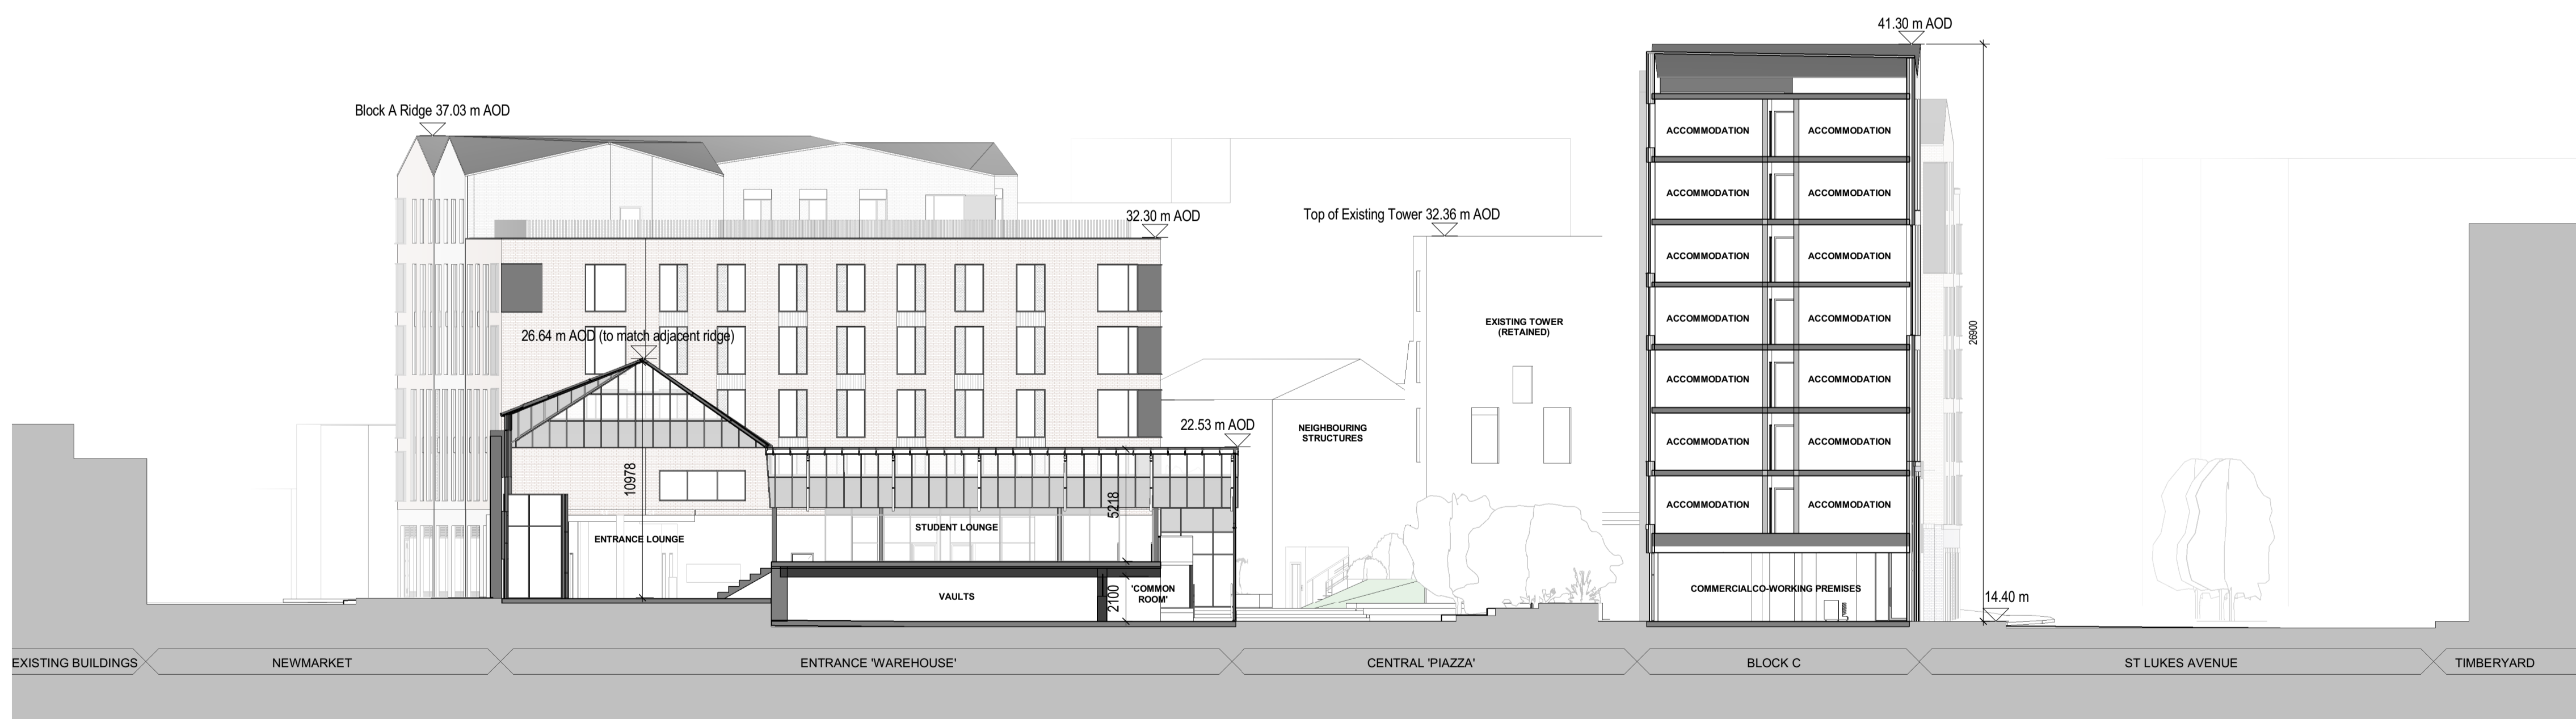 41.30 m AOD
Block A Ridge 37.03 m AOD
32.30 m AOD
Top of Existing Tower 32.36 m AOD
26.64 m AOD (to match adjacent ridge)
22.53 m AOD
ACCOMMODATION ACCOMMODATION
ACCOMMODATION ACCOMMODATION
ACCOMMODATION ACCOMMODATION
ACCOMMODATION ACCOMMODATION
ACCOMMODATION ACCOMMODATION
ACCOMMODATION ACCOMMODATION
ACCOMMODATION ACCOMMODATION
26900
EXISTING TOWER
(RETAINED)
NEIGHBOURING
STRUCTURES
10978
5218
STUDENT LOUNGE
ENTRANCE LOUNGE
VAULTS
2100
'COMMON
ROOM'
COMMERCIALCO-WORKING PREMISES
14.40 m
EXISTING BUILDINGS
NEWMARKET
ENTRANCE 'WAREHOUSE'
CENTRAL 'PIAZZA'
BLOCK C
ST LUKES AVENUE
TIMBERYARD